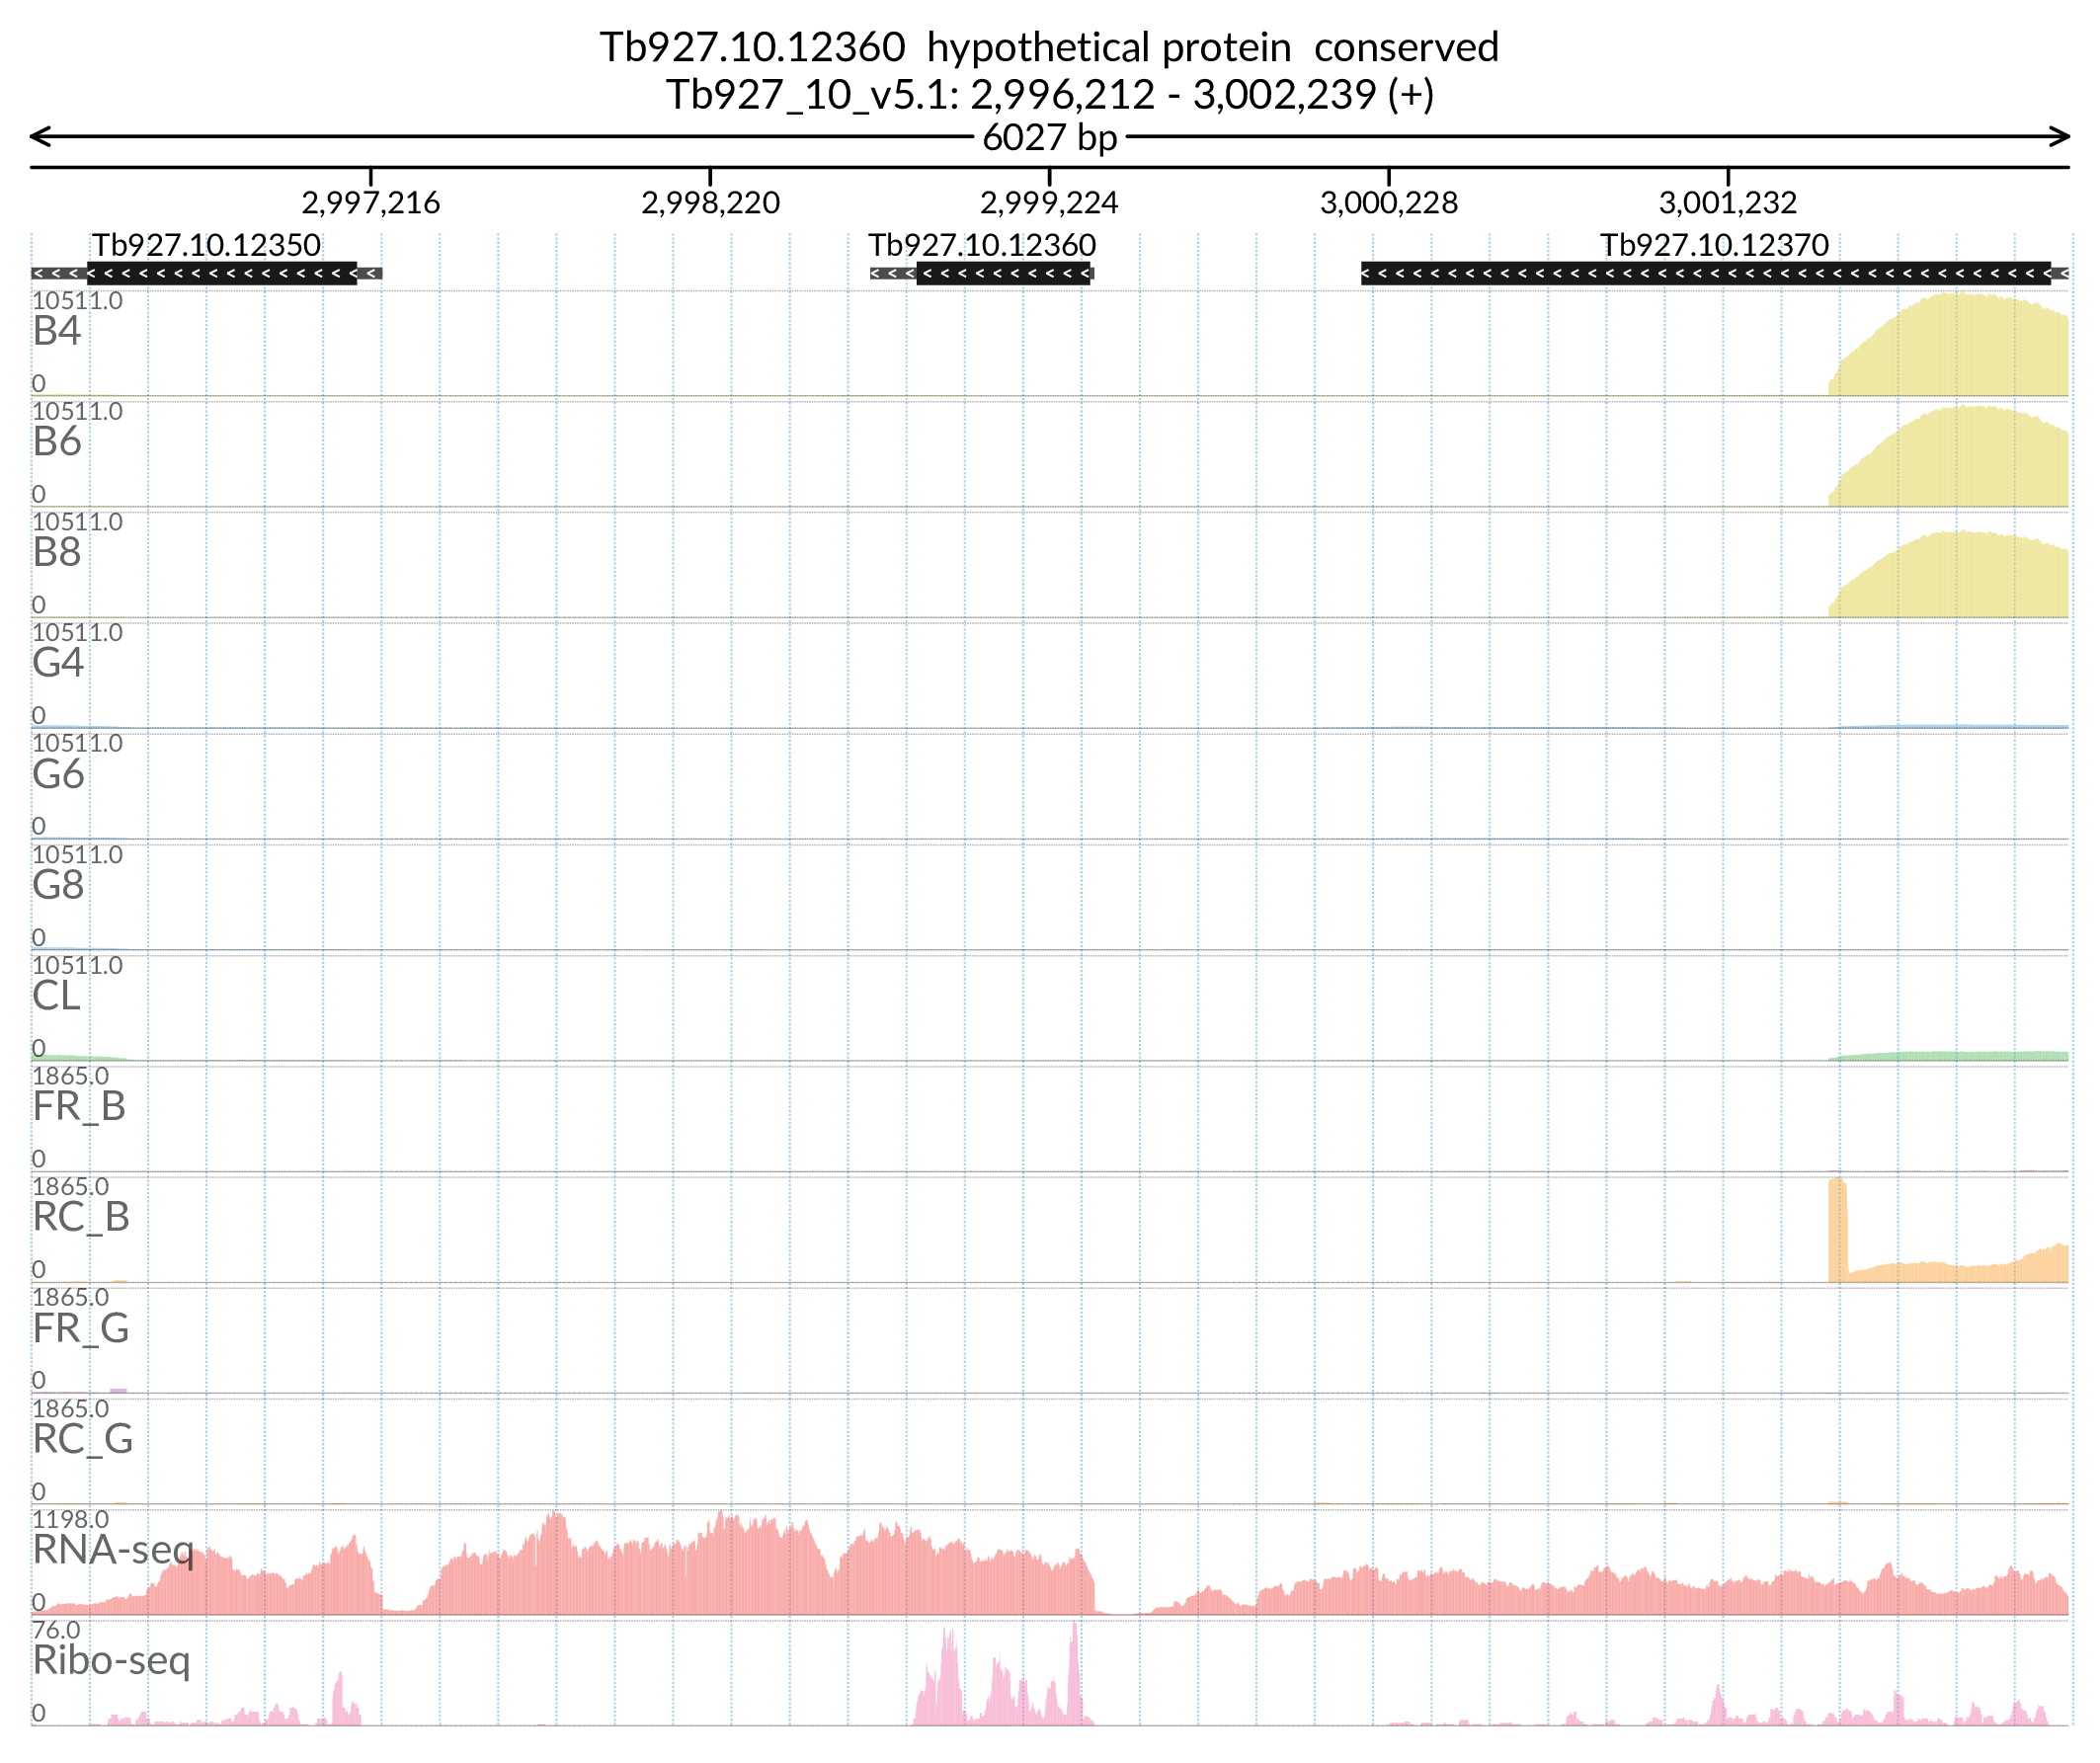 Tb927.10.12360 hypothetical protein conserved
Tb927_10_v5.1: 2,996,212 - 3,002,239 (+)
6027 bp
2,997,216 2,998,220 2,999,224 3,000,228 3,001,232
Tb927.10.12350 Tb927.10.12360 Tb927.10.12370
10511.0
B4
0
10511.0
B6
0
10511.0
B8
0
10511.0
G4
0
10511.0
G6
0
10511.0
G8
0
10511.0
CL
0
1865.0
FR_B
0
1865.0
RC_B
0
1865.0
FR_G
0
1865.0
RC_G
0
1198.0
RNA-seq
0
76.0
Ribo-seq
0